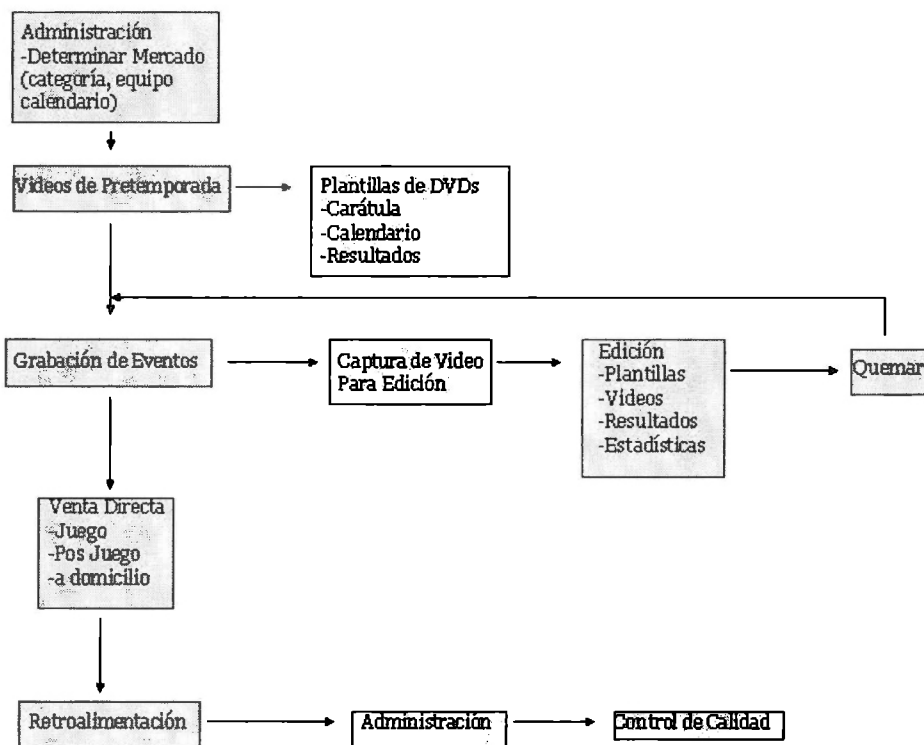 Administración
-Determinar Mercado
(categoría, equipo
calendario)
Videos de Pretemporada
Plantillas de DVDs
-Carátula
-Calendario
-Resultados
Grabación de Eventos
Captura de Video
Para Edición
Edición
-Plantillas
-Videos
-Resultados
-Estadísticas
Quemar
Venta Directa
-Juego
-Pos Juego
-a domicilio
Retroalimentación
Administración
Control de Calidad